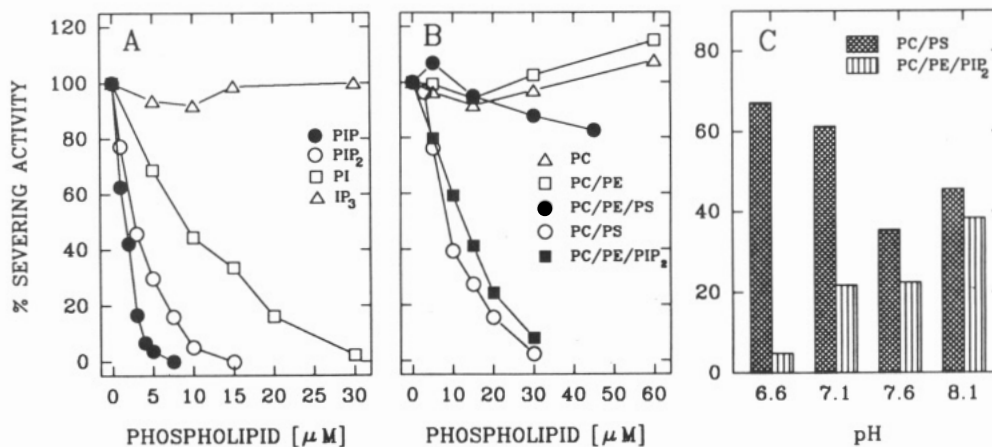 % SEVERING ACTIVITY
120
100
80
60
40
20
0
A
PIP
PIP₂
PI
IP₃
0 5 10 15 20 25 30
PHOSPHOLIPID [μM]
B
PC
PC/PE
PC/PE/PS
PC/PS
PC/PE/PIP₂
0 10 20 30 40 50 60
PHOSPHOLIPID [μM]
C
PC/PS
PC/PE/PIP₂
80
60
40
20
0
6.6 7.1 7.6 8.1
pH